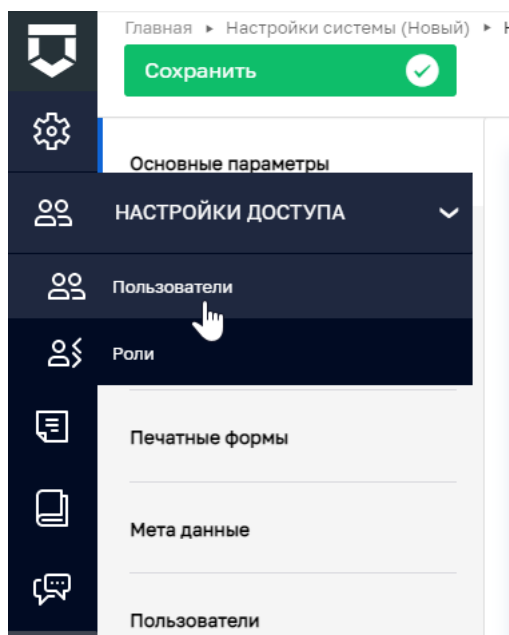 Главная ▸ Настройки системы (Новый) ▸
Сохранить
Основные параметры
НАСТРОЙКИ ДОСТУПА
Пользователи
Роли
Печатные формы
Мета данные
Пользователи